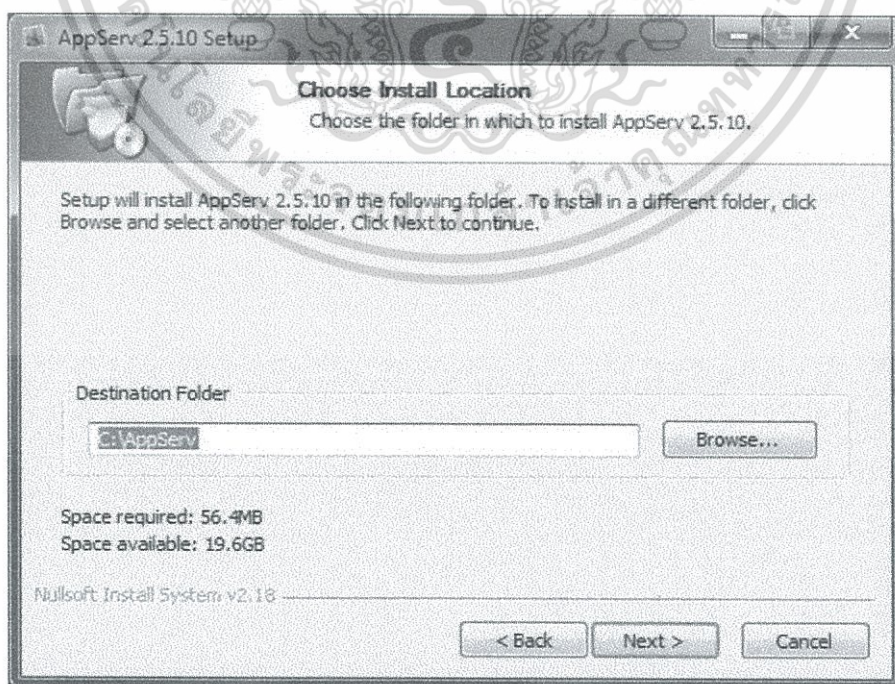 AppServ 2.5.10 Setup
Choose Install Location
Choose the folder in which to install AppServ 2.5.10.
Setup will install AppServ 2.5.10 in the following folder. To install in a different folder, click
Browse and select another folder. Click Next to continue.
Destination Folder
C:\AppServ
Browse...
Space required: 56.4MB
Space available: 19.6GB
Nullsoft Install System v2.18
< Back
Next >
Cancel